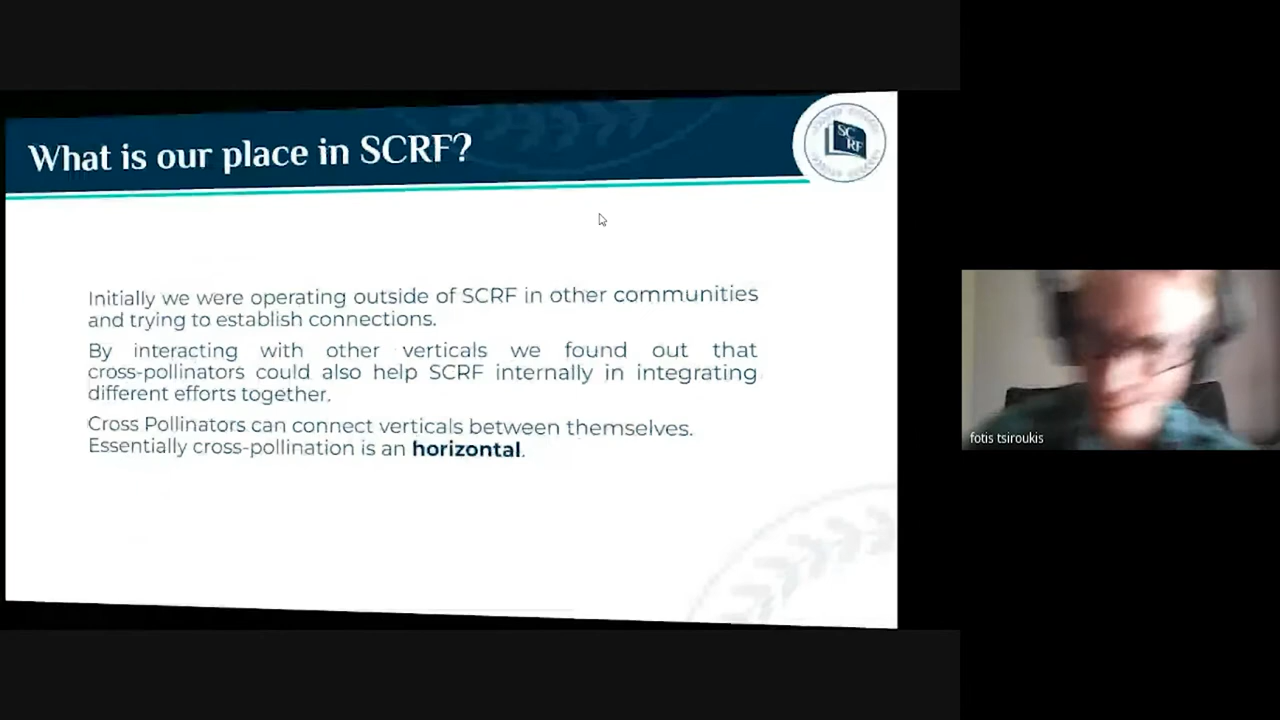 What is our place in SCRF?
SC
RF
Initially we were operating outside of SCRF in other communities
and trying to establish connections.
By interacting with other verticals we found out that
cross-pollinators could also help SCRF internally in integrating
different efforts together.
Cross Pollinators can connect verticals between themselves.
Essentially cross-pollination is an horizontal.
fotis tsiroukis